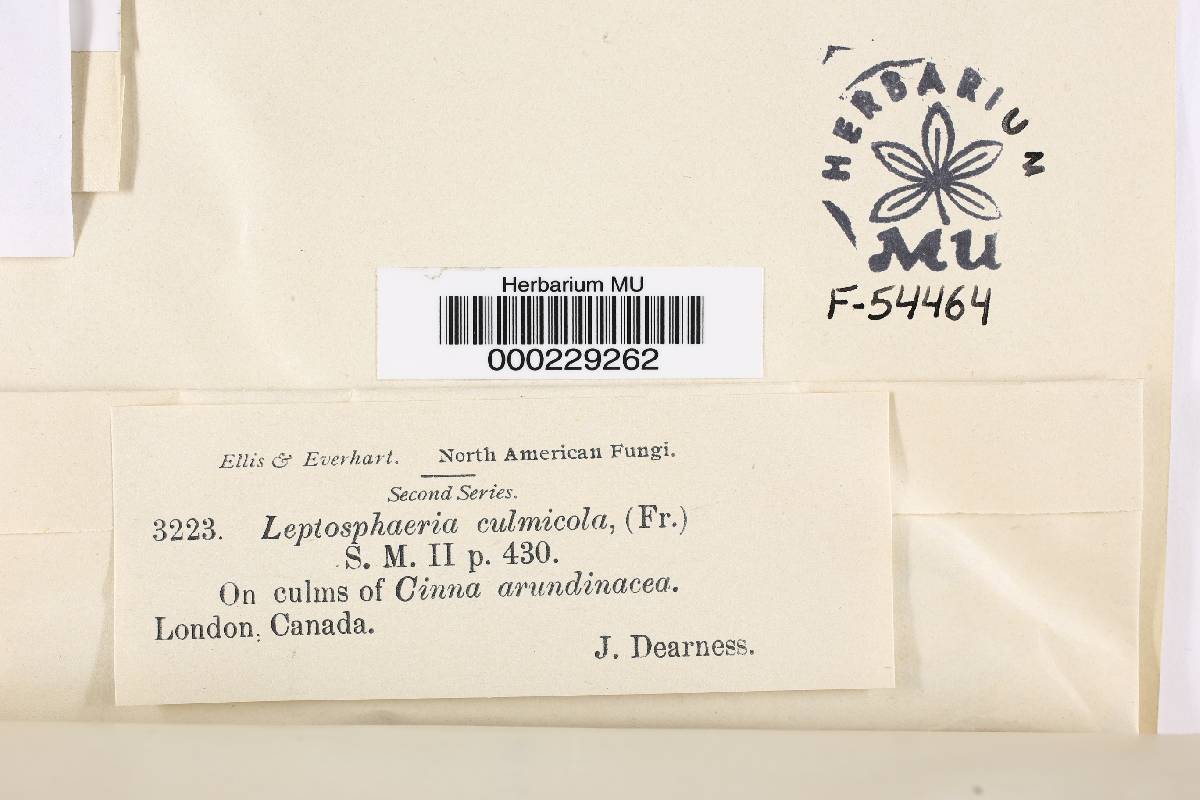 HERBARIUM
MU
F-54464
Herbarium MU
000229262
Ellis & Everhart. North American Fungi.
Second Series.
3223. Leptosphaeria culmicola, (Fr.)
S. M. II p. 430.
On culms of Cinna arundinacea.
London, Canada.
J. Dearness.